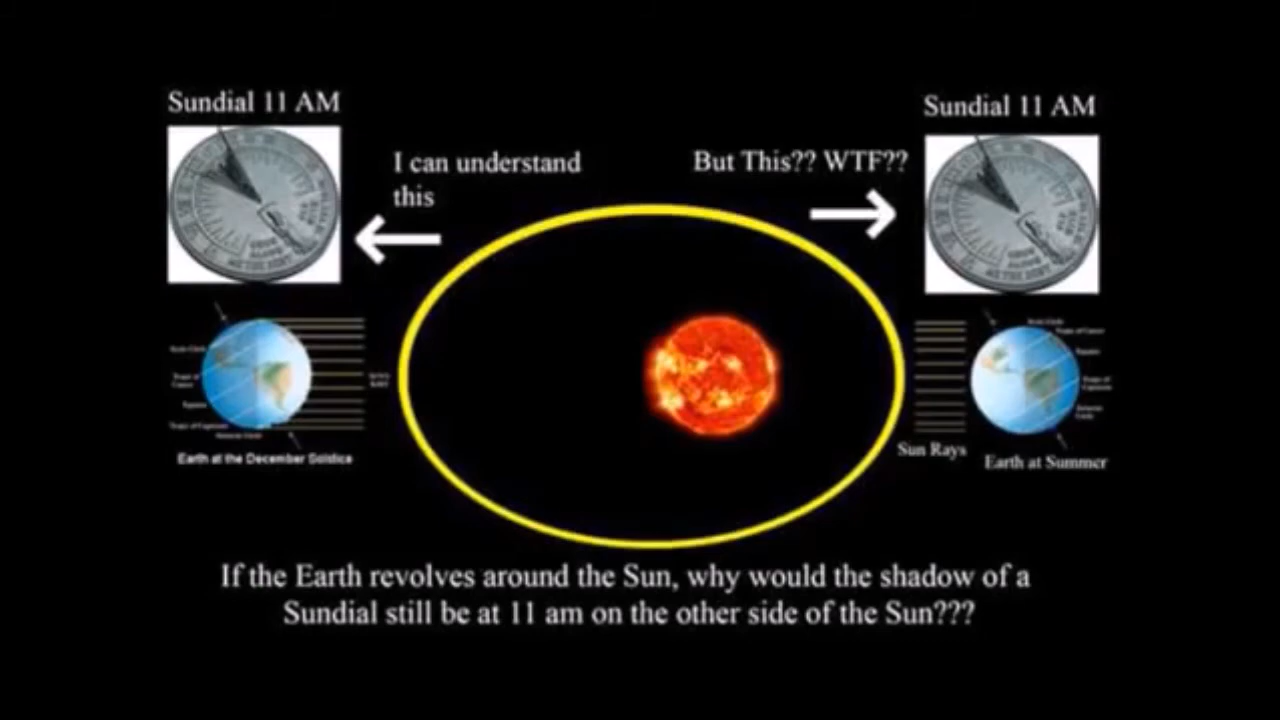 Sundial 11 AM
Sundial 11 AM
I can understand
this
But This?? WTF??
Earth at the December Solstice
Sun Rays
Earth at Summer
If the Earth revolves around the Sun, why would the shadow of a
Sundial still be at 11 am on the other side of the Sun???